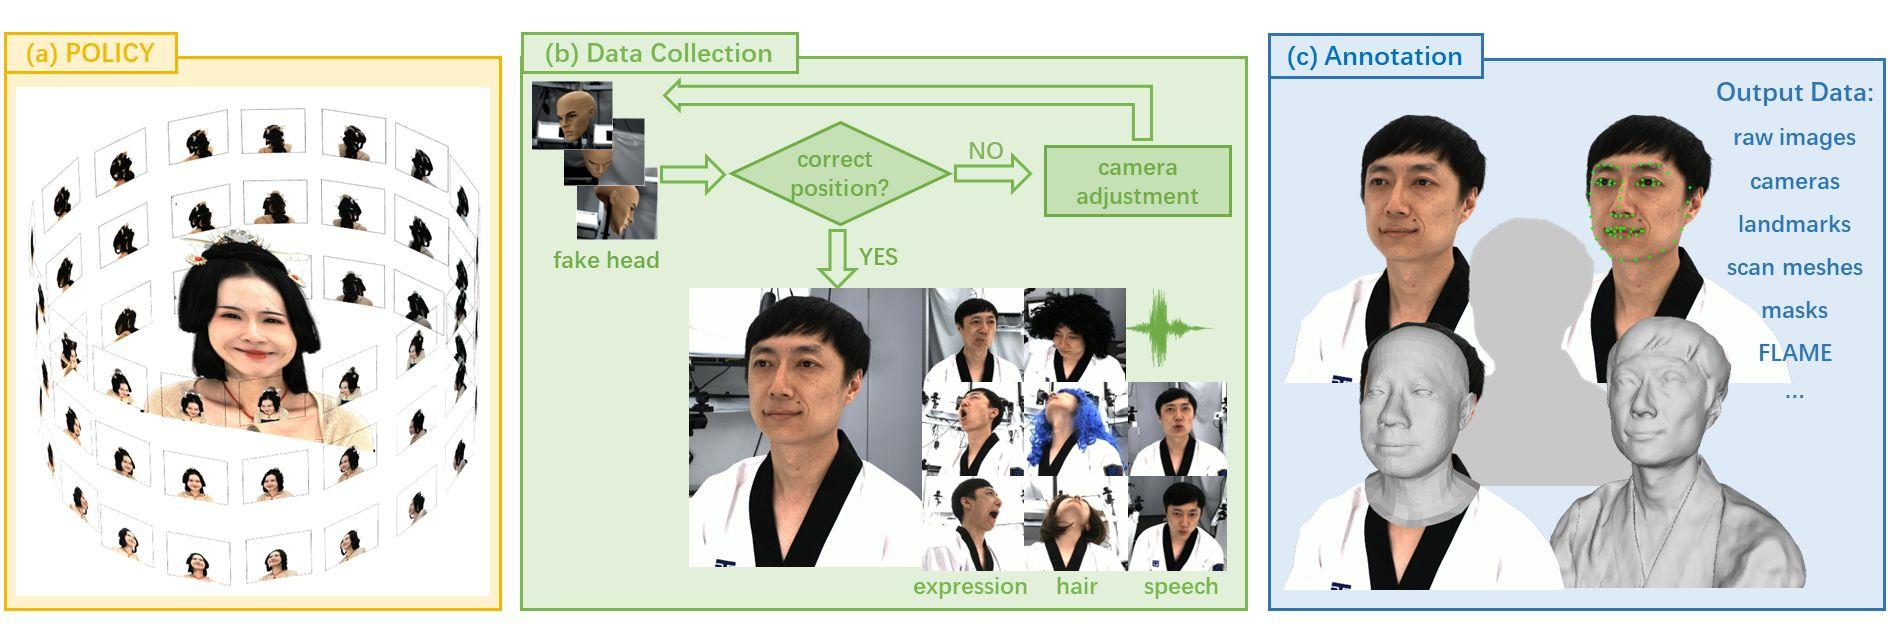 (a) POLICY
(b) Data Collection
fake head
correct
position?
NO
camera
adjustment
YES
expression
hair
speech
(c) Annotation
Output Data:
raw images
cameras
landmarks
scan meshes
masks
FLAME
...